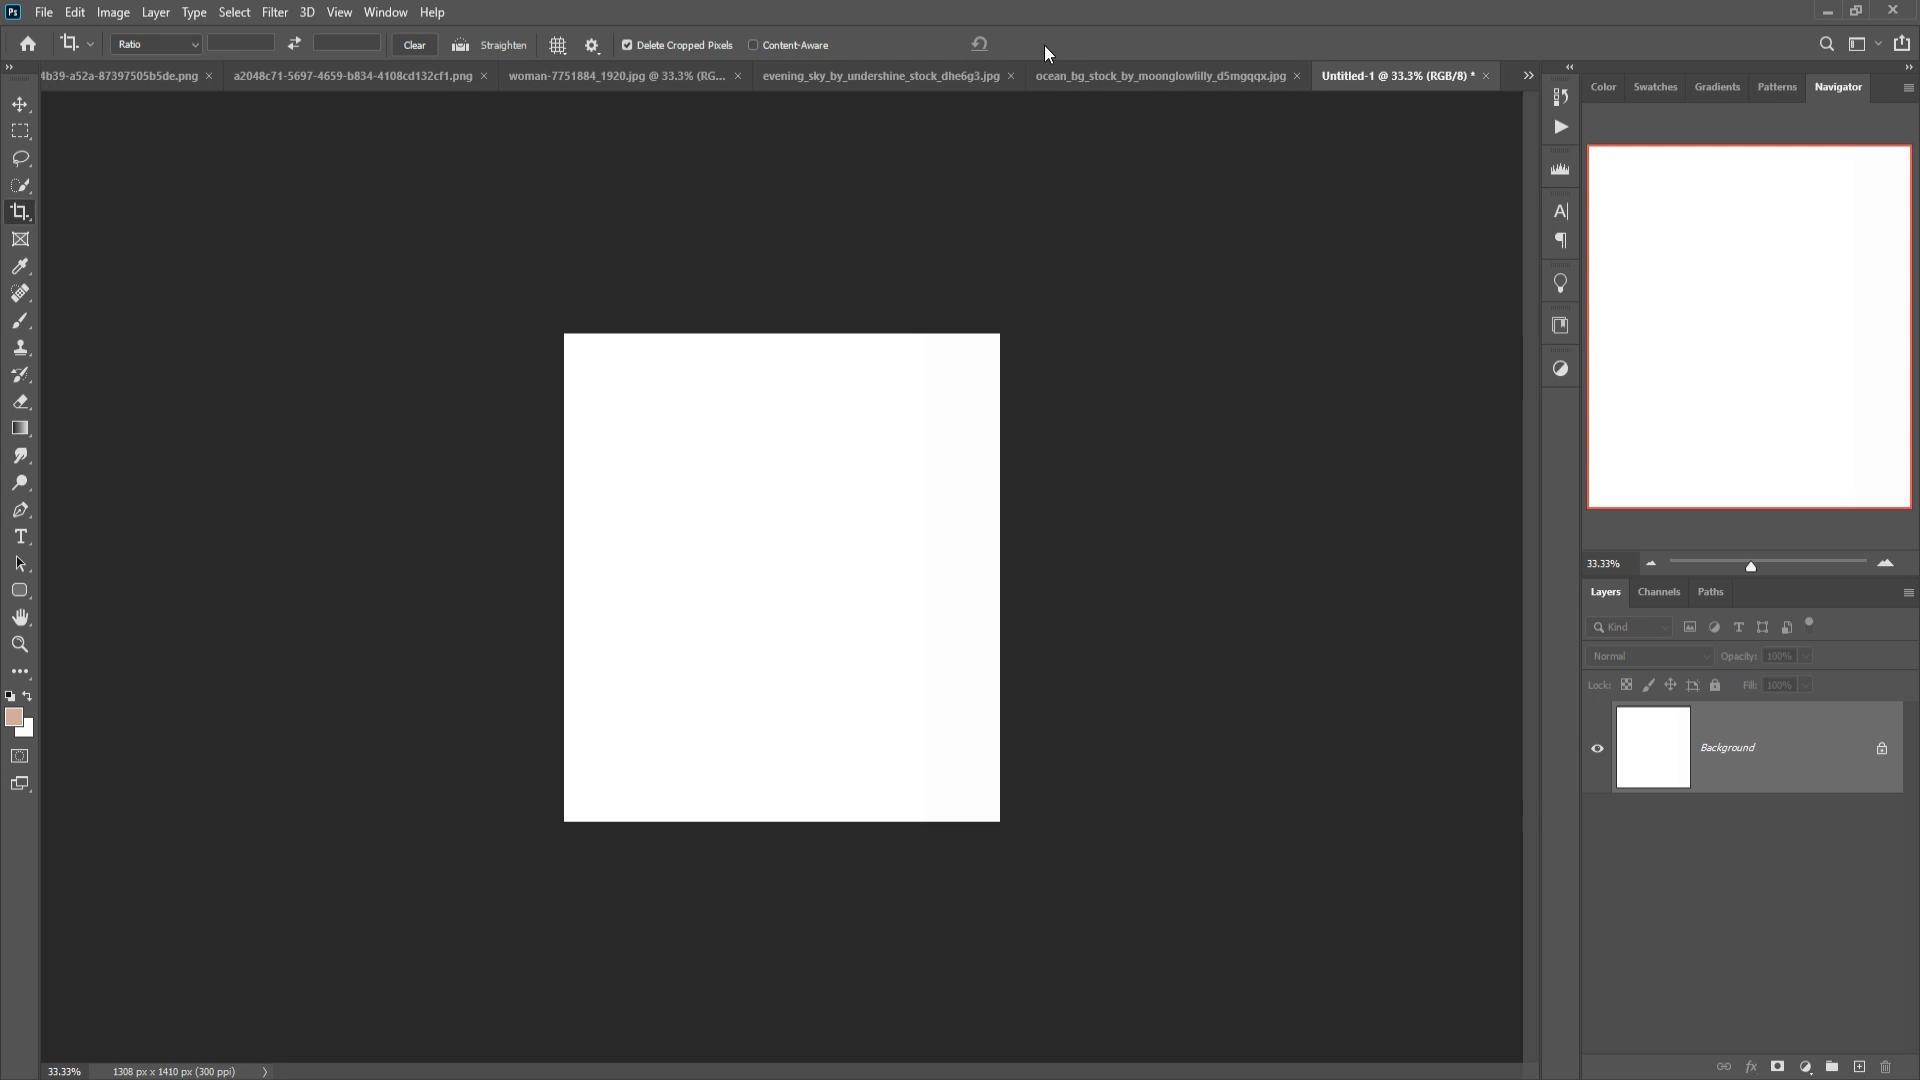 Ps File Edit Image Layer Type Select Filter 3D View Window Help
Ratio Clear Straighten Delete Cropped Pixels Content-Aware
4b39-a52a-87397505b5de.png × a2048c71-5697-4659-b834-4108cd132cf1.png × woman-7751884_1920.jpg @ 33.3% (RG... × evening_sky_by_undershine_stock_dhe6g3.jpg × ocean_bg_stock_by_moonglowlilly_d5mgqqx.jpg × Untitled-1 @ 33.3% (RGB/8) * ×
Color Swatches Gradients Patterns Navigator
33.33%
Layers Channels Paths
Kind
Normal Opacity: 100%
Lock: Fill: 100%
Background
33.33% 1308 px x 1410 px (300 ppi)